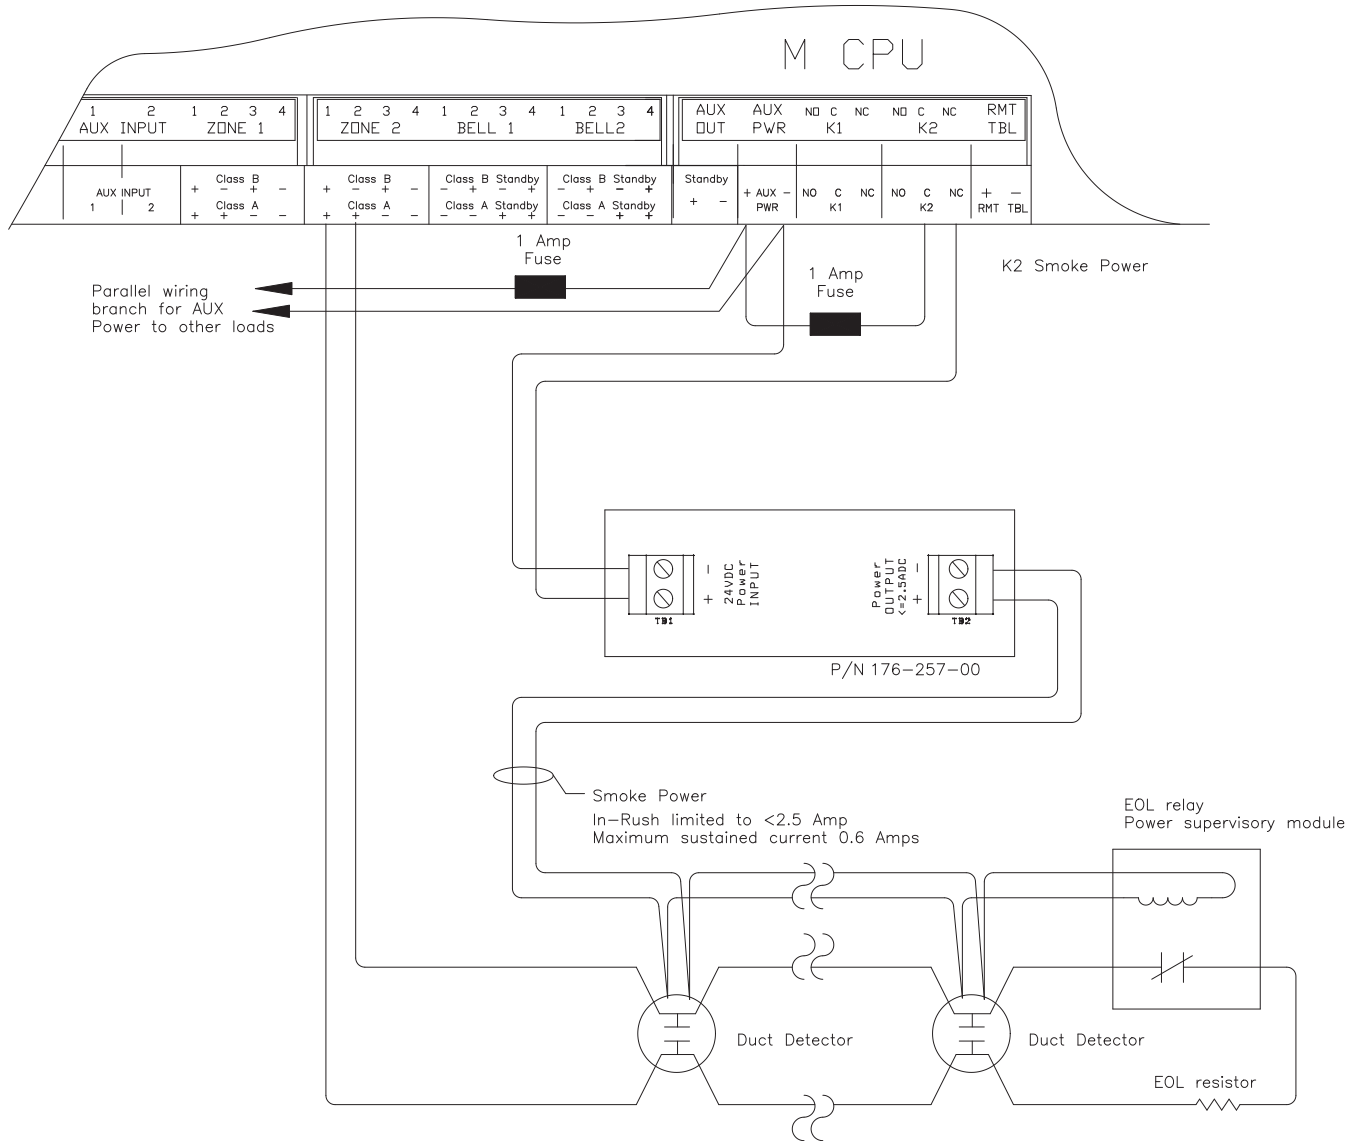 M CPU
1 2 1 2 3 4 1 2 3 4 1 2 3 4 1 2 3 4 AUX AUX NO C NC NO C NC RMT
AUX INPUT ZONE 1 ZONE 2 BELL 1 BELL2 OUT PWR K1 K2 TBL
Class B Class B Class B Standby Class B Standby Standby
+ - + - + - + - - + - + - + - +
AUX INPUT Class A Class A Class A Standby Class A Standby + - + AUX - NO C NC NO C NC + -
1 2 + + - - + + - - - - + + - - + + PWR K1 K2 RMT TBL
1 Amp
Fuse
1 Amp
Fuse
K2 Smoke Power
Parallel wiring
branch for AUX
Power to other loads
-
+
TB1
24VDC
Power
INPUT
Power
OUTPUT
<=2.5ADC
-
+
TB2
P/N 176-257-00
Smoke Power
In-Rush limited to <2.5 Amp
Maximum sustained current 0.6 Amps
EOL relay
Power supervisory module
Duct Detector
Duct Detector
EOL resistor